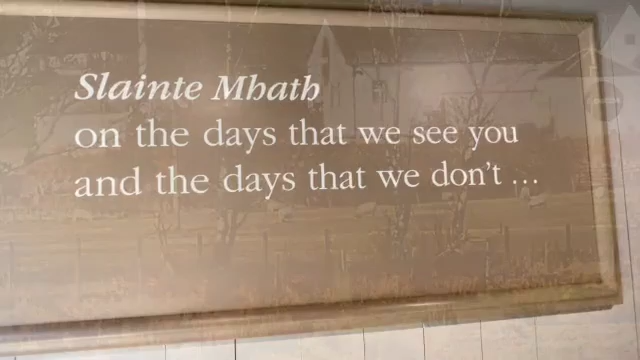 Slainte Mhath
on the days that we see you
and the days that we don't ...